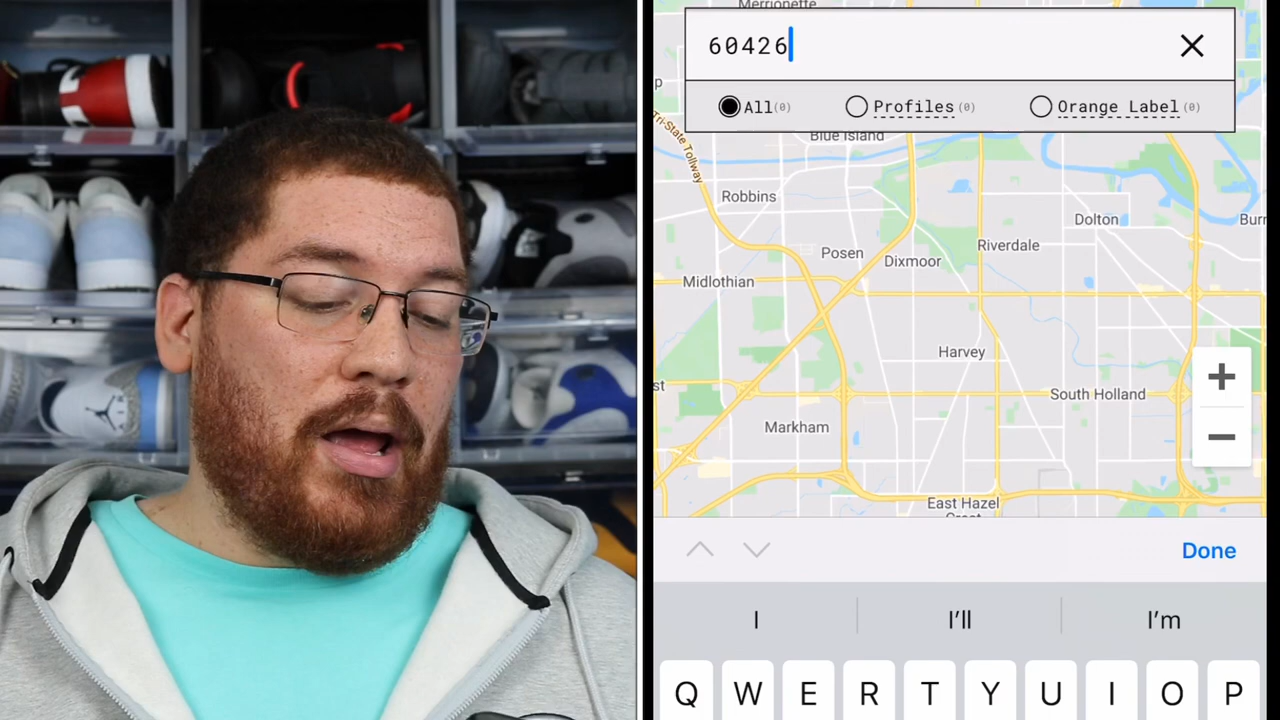 Merrionette
60426
All(0)
Profiles (0)
Orange Label (0)
Tri-State Tollway
Blue Island
Robbins
Dolton
Riverdale
Posen
Dixmoor
Midlothian
Harvey
South Holland
Markham
East Hazel
Done
I
I'll
I'm
Q W E R T Y U I O P